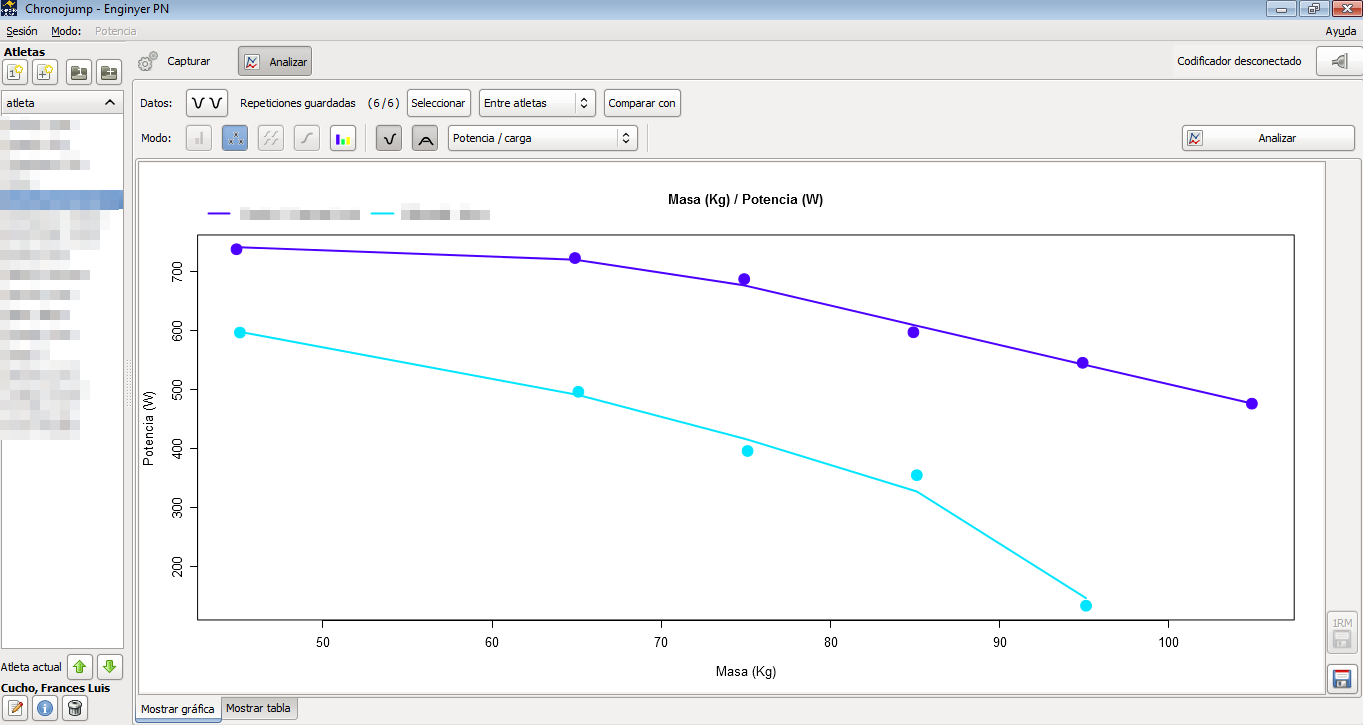 Chronojump - Enginyer PN
Sesión Modo: Potencia Ayuda
Atletas
Capturar Analizar Codificador desconectado
atleta
Datos: Repeticiones guardadas (6/6) Seleccionar Entre atletas Comparar con
Modo: Potencia / carga Analizar
Masa (Kg) / Potencia (W)
700
600
500
400
300
200
Potencia (W)
50 60 70 80 90 100
Masa (Kg)
1RM
Atleta actual
Cucho, Frances Luis
Mostrar gráfica Mostrar tabla